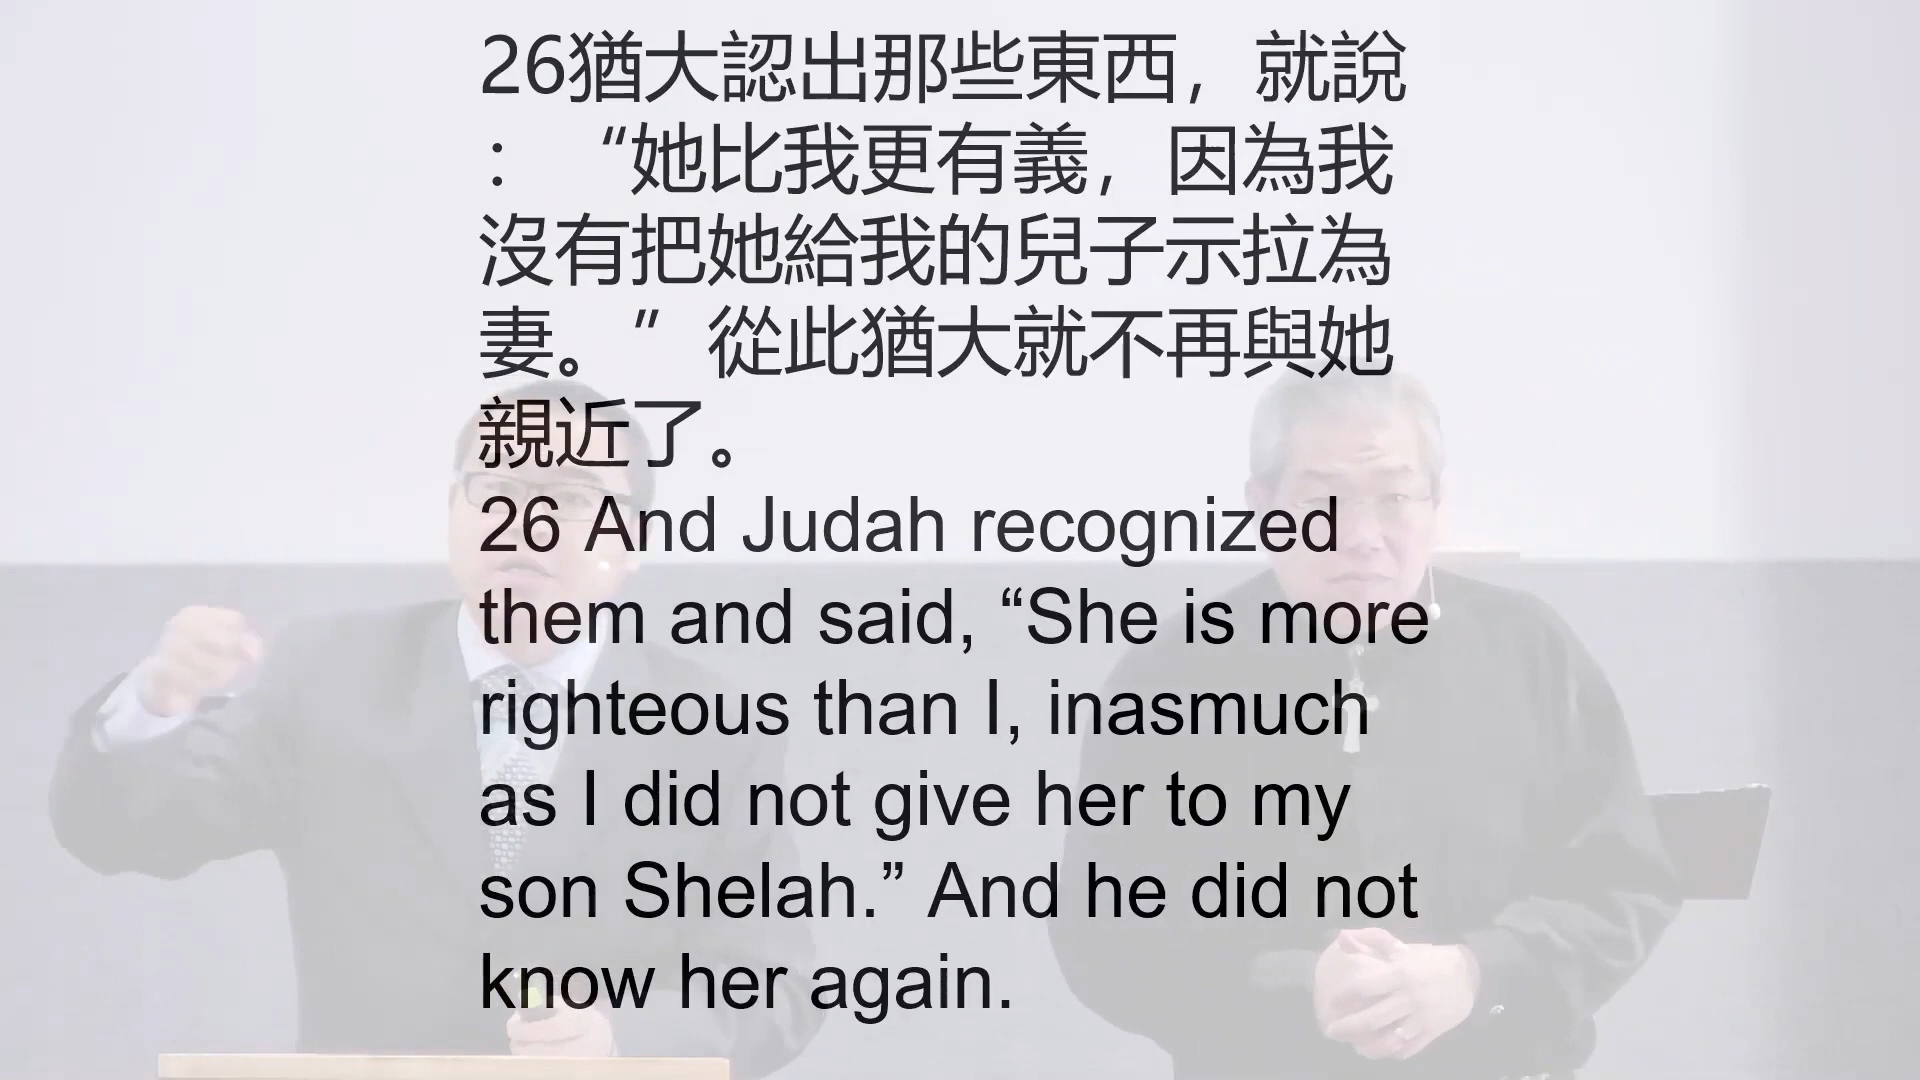 26猶大認出那些東西，就說
：“她比我更有義，因為我
沒有把她給我的兒子示拉為
妻。”從此猶大就不再與她
親近了。
26 And Judah recognized
them and said, “She is more
righteous than I, inasmuch
as I did not give her to my
son Shelah.” And he did not
know her again.